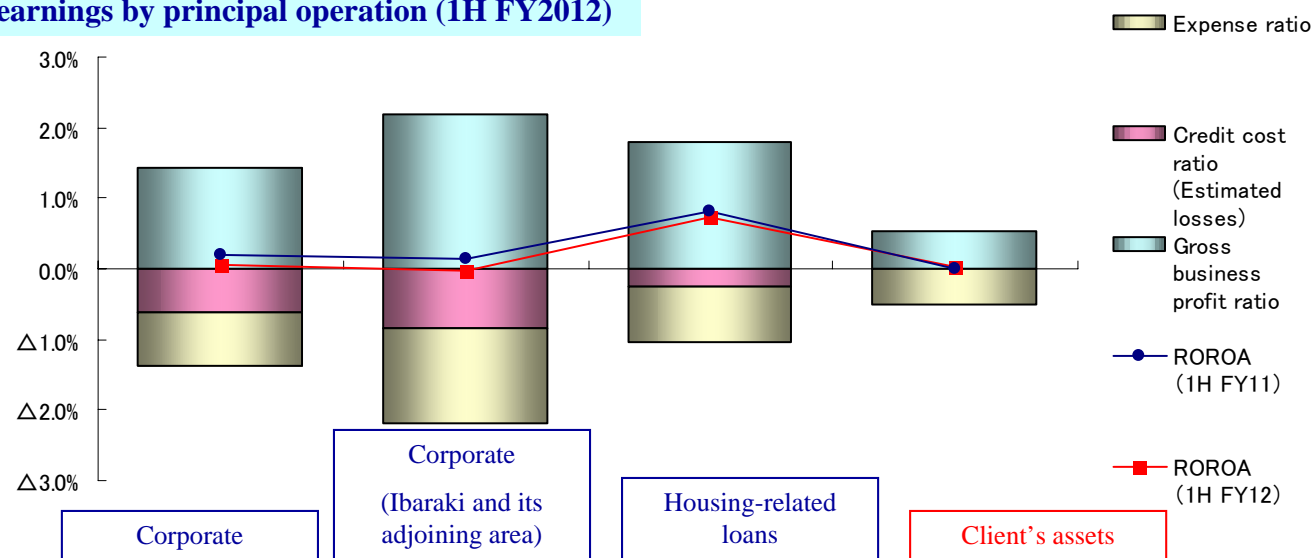 earnings by principal operation (1H FY2012)
3.0%
2.0%
1.0%
0.0%
△1.0%
△2.0%
△3.0%
Corporate
Corporate
(Ibaraki and its
adjoining area)
Housing-related
loans
Client's assets
Expense ratio
Credit cost
ratio
(Estimated
losses)
Gross
business
profit ratio
ROROA
(1H FY11)
ROROA
(1H FY12)